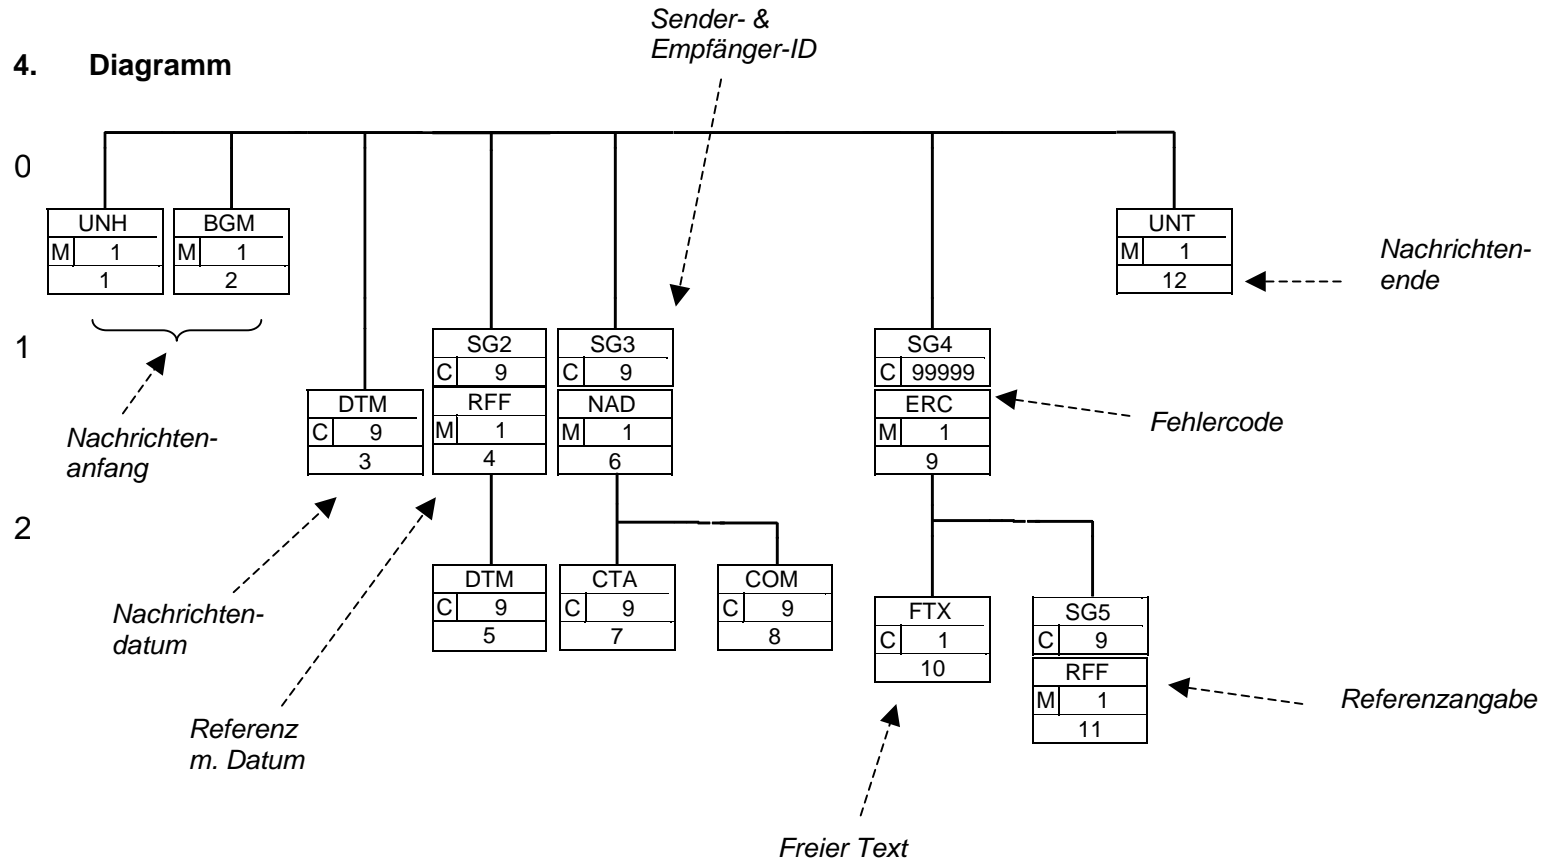 Sender- &
Empfänger-ID
4. Diagramm
0
UNH
M 1
1
BGM
M 1
2
UNT
M 1
12
Nachrichten-
ende
1
Nachrichten-
anfang
DTM
C 9
3
SG2
C 9
RFF
M 1
4
SG3
C 9
NAD
M 1
6
SG4
C 99999
ERC
M 1
9
Fehlercode
2
Nachrichten-
datum
Referenz
m. Datum
DTM
C 9
5
CTA
C 9
7
COM
C 9
8
FTX
C 1
10
SG5
C 9
RFF
M 1
11
Referenzangabe
Freier Text